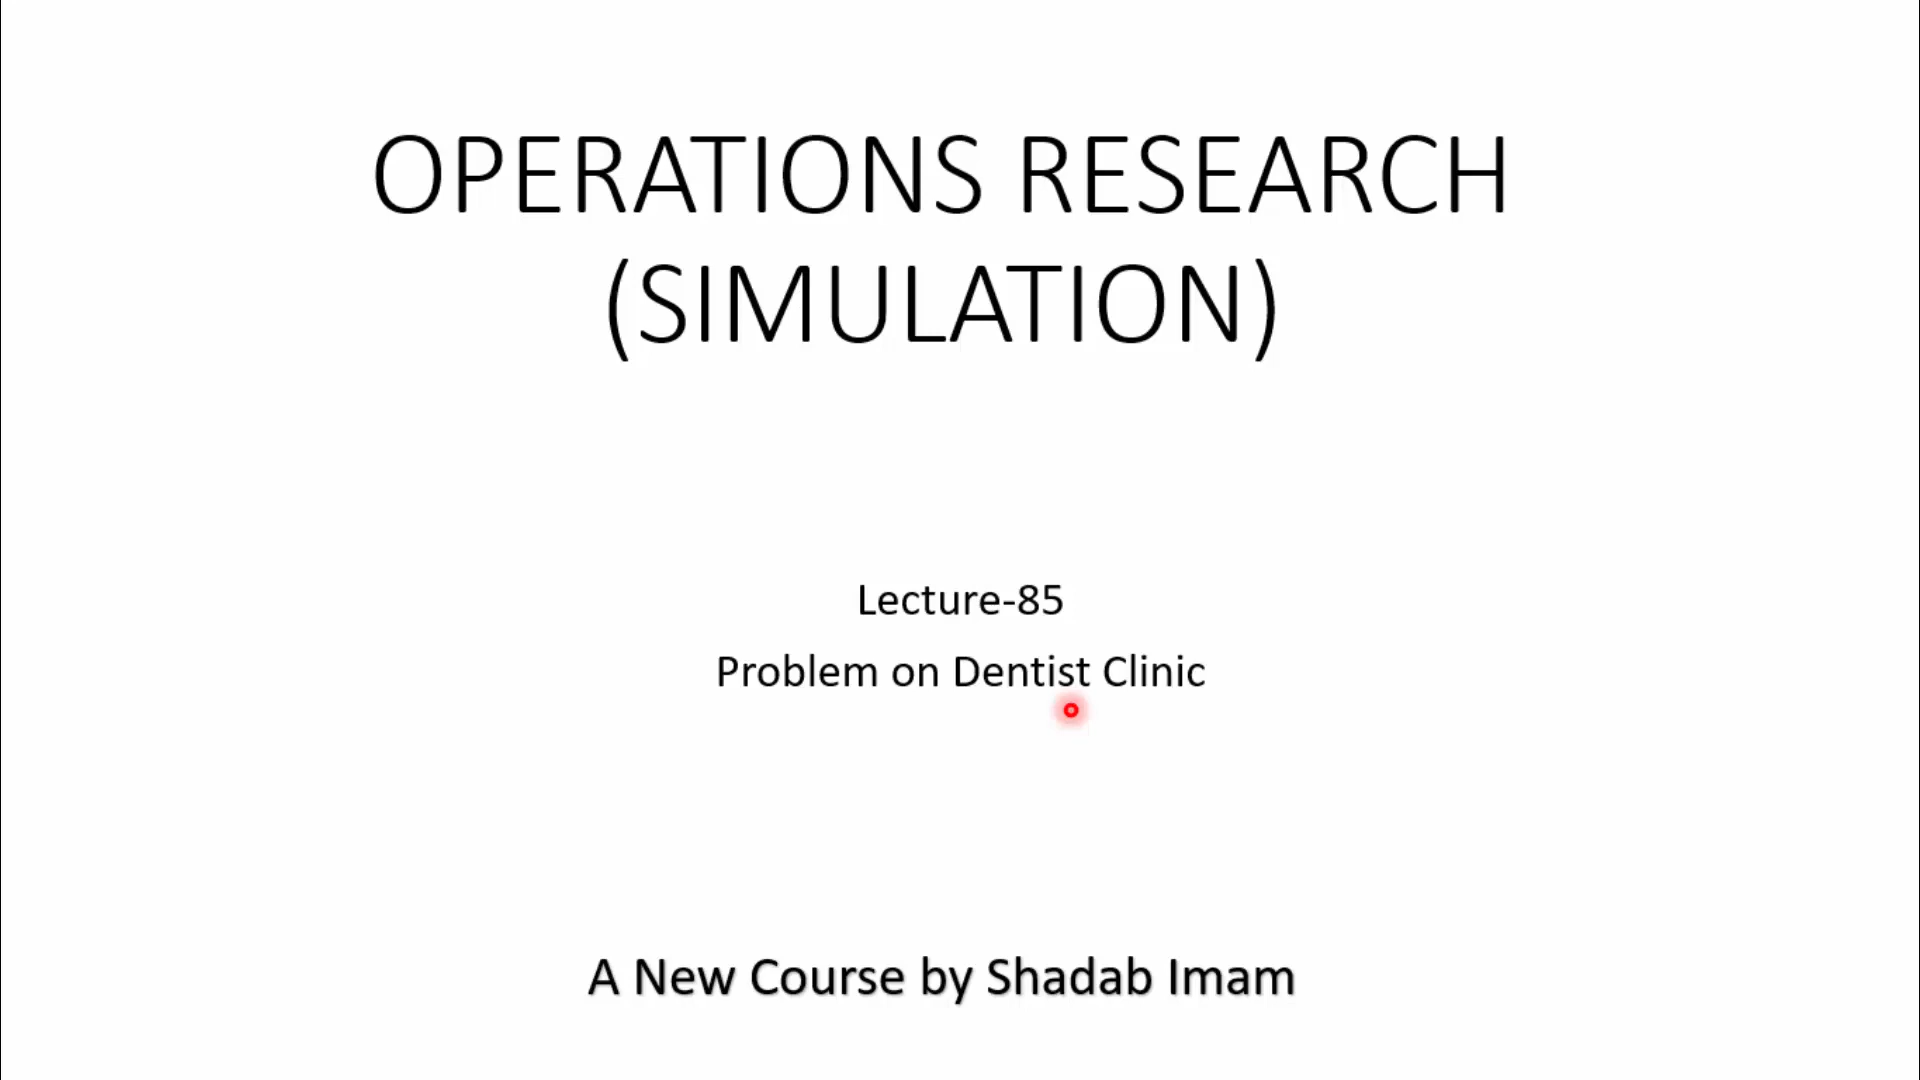 OPERATIONS RESEARCH
(SIMULATION)
Lecture-85
Problem on Dentist Clinic
A New Course by Shadab Imam